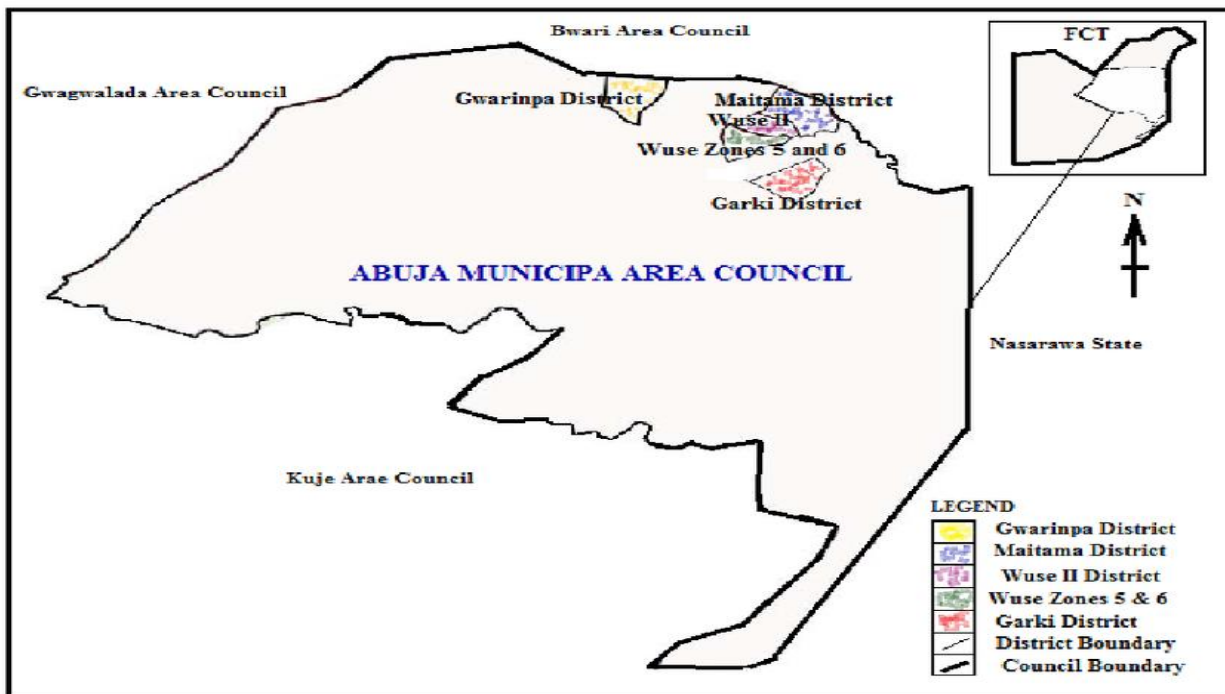 Bwari Area Council
FCT
Gwagwalada Area Council
Gwarinpa District
Maitama District
Wuse II
Wuse Zones 5 and 6
Garki District
N
ABUJA MUNICIPA AREA COUNCIL
Nasarawa State
Kuje Arae Council
LEGEND
Gwarinpa District
Maitama District
Wuse II District
Wuse Zones 5 & 6
Garki District
District Boundary
Council Boundary